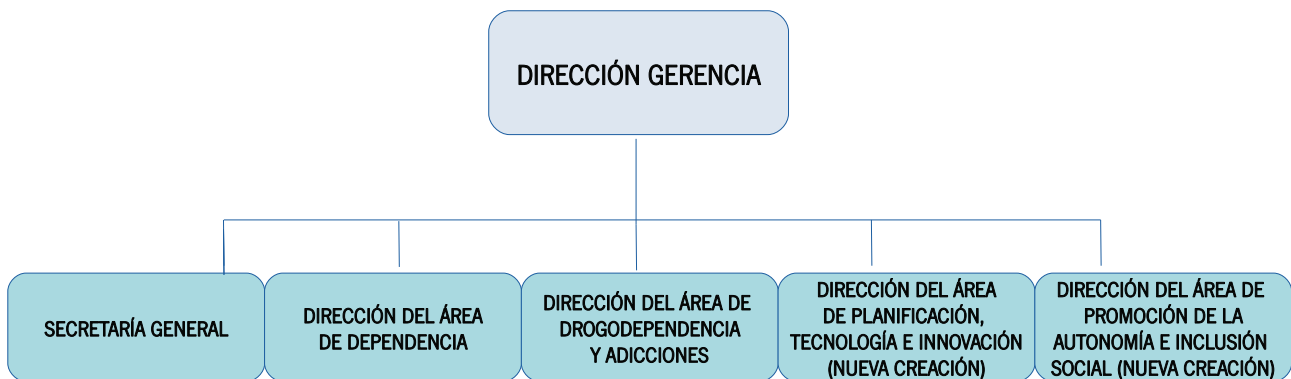 DIRECCIÓN GERENCIA
SECRETARÍA GENERAL
DIRECCIÓN DEL ÁREA
DE DEPENDENCIA
DIRECCIÓN DEL ÁREA DE
DROGODEPENDENCIA
Y ADICCIONES
DIRECCIÓN DEL ÁREA
DE PLANIFICACIÓN,
TECNOLOGÍA E INNOVACIÓN
(NUEVA CREACIÓN)
DIRECCIÓN DEL ÁREA DE
PROMOCIÓN DE LA
AUTONOMÍA E INCLUSIÓN
SOCIAL (NUEVA CREACIÓN)